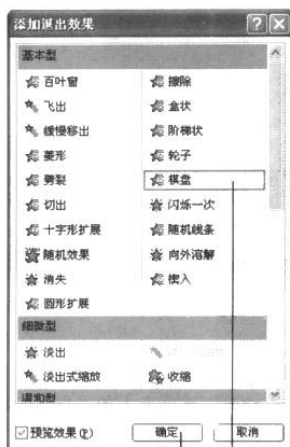 添加退出效果
基本型
百叶窗 擦除
飞出 盒状
缓慢移出 阶梯状
菱形 轮子
劈裂 棋盘
切出 闪烁一次
十字形扩展 随机线条
随机效果 向外溶解
消失 楔入
圆形扩展
细微型
淡出
淡出式缩放 收缩
温和型
预览效果(P) 确定 取消